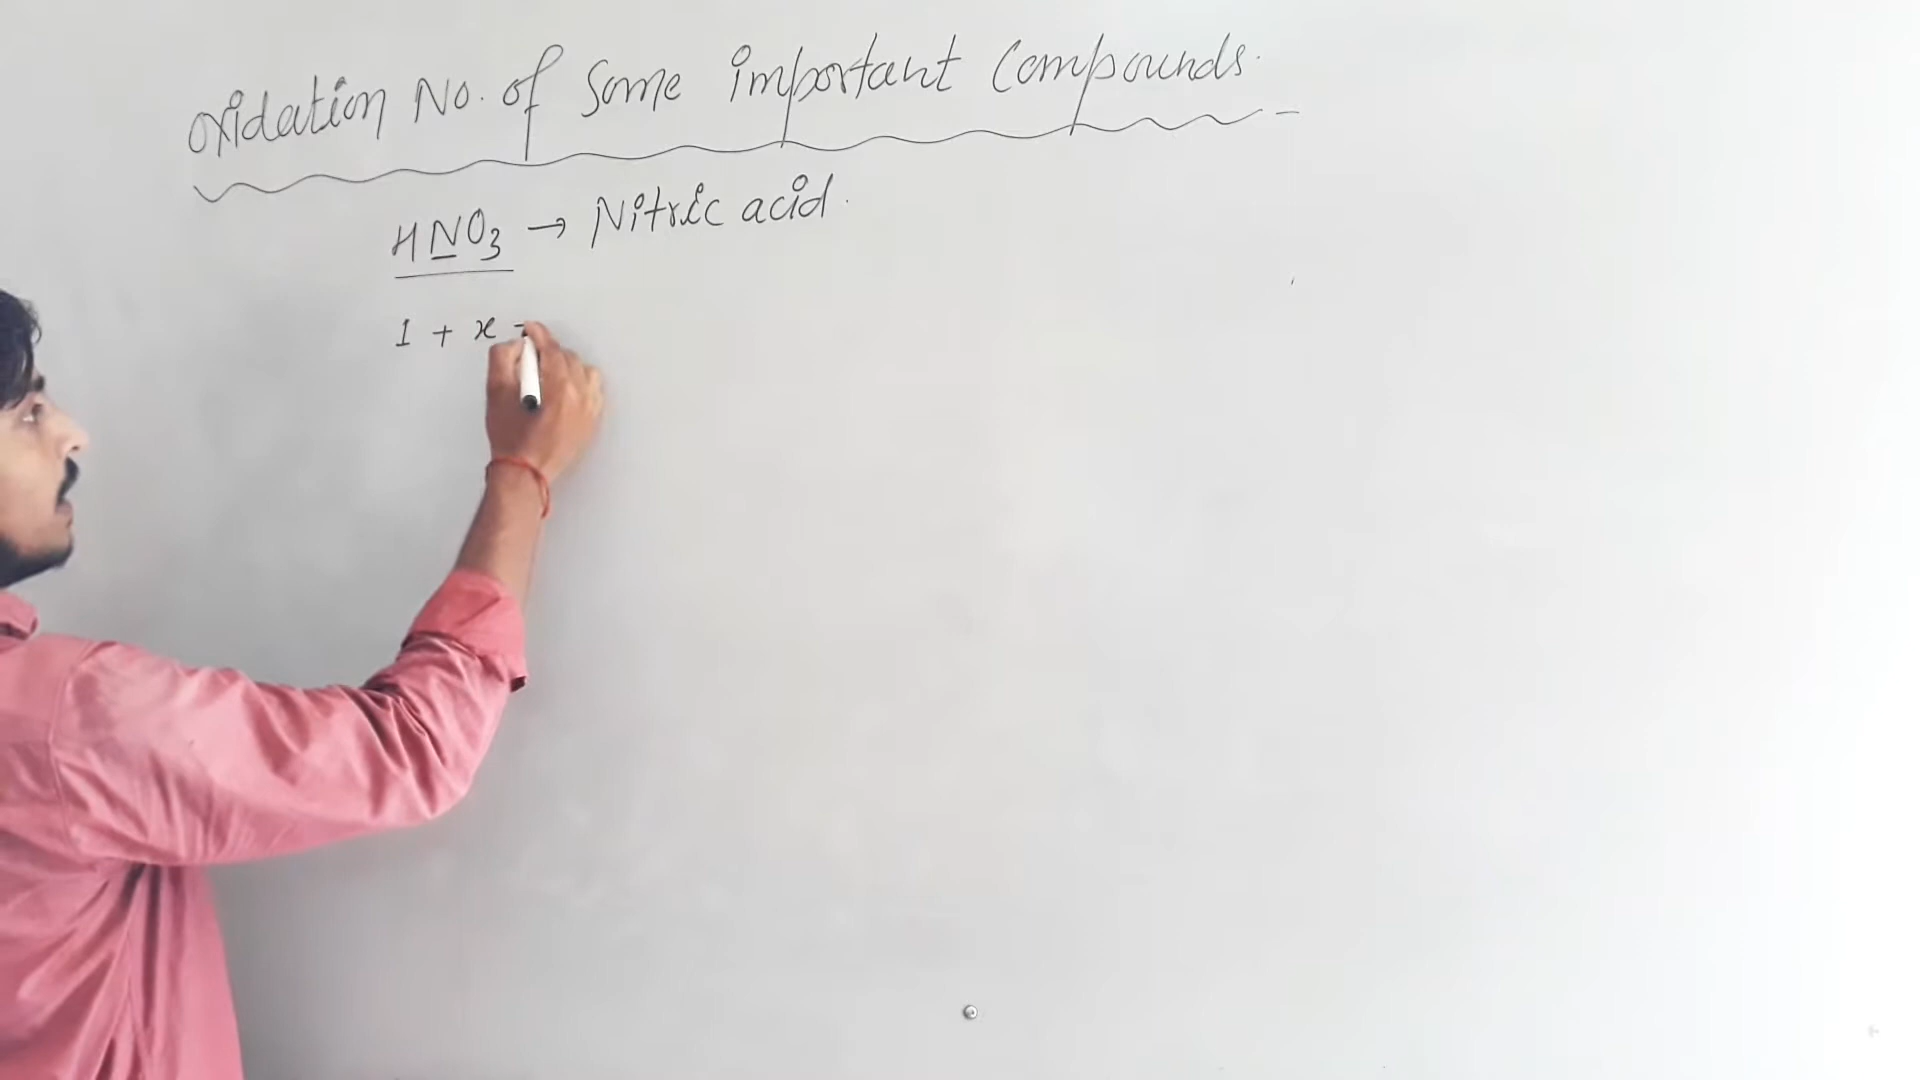 Oxidation No. of Some important Compounds.
HNO3 → Nitric acid.
1 + x -